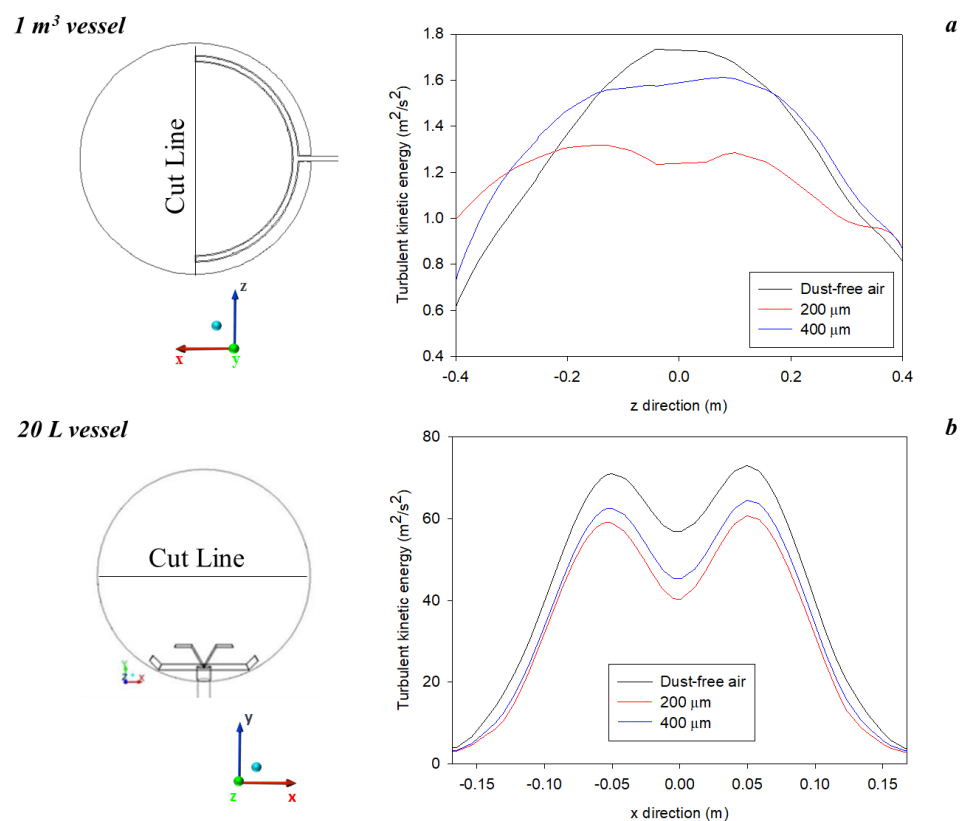 1 m³ vessel
a
Cut Line
z
x
y
Turbulent kinetic energy (m²/s²)
1.8
1.6
1.4
1.2
1.0
0.8
0.6
0.4
Dust-free air
200 μm
400 μm
-0.4 -0.2 0.0 0.2 0.4
z direction (m)
20 L vessel
b
Cut Line
Y
Z X
y
z
x
Turbulent kinetic energy (m²/s²)
80
60
40
20
0
Dust-free air
200 μm
400 μm
-0.15 -0.10 -0.05 0.00 0.05 0.10 0.15
x direction (m)